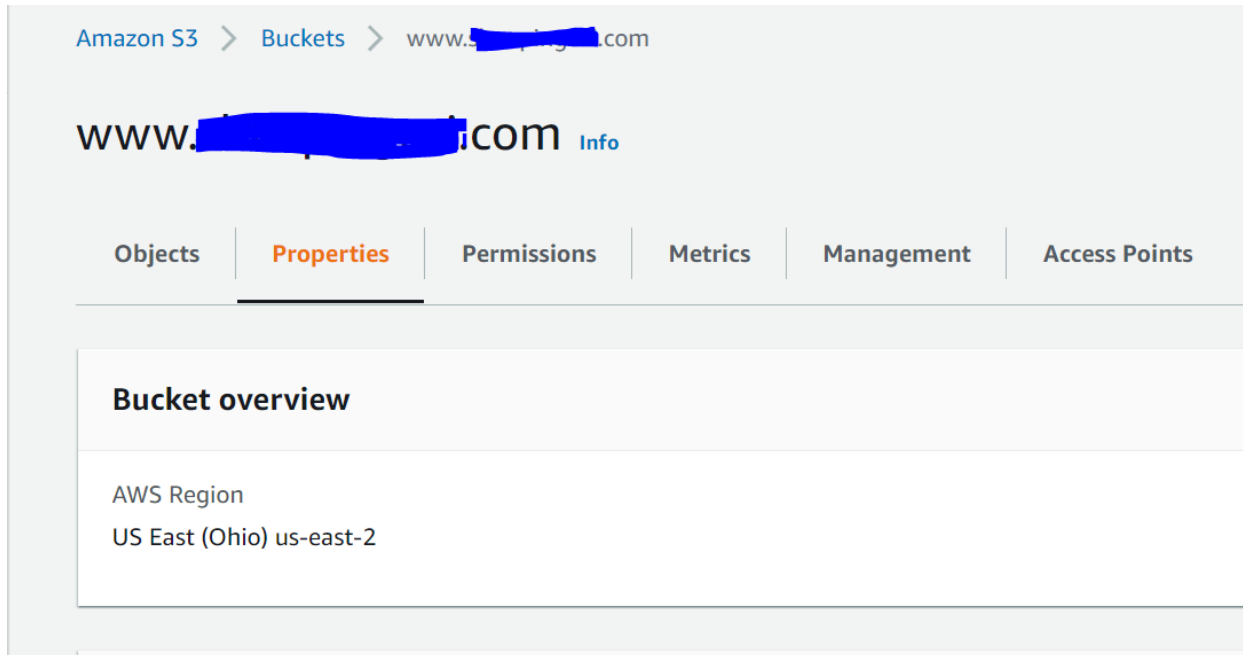 Amazon S3 > Buckets > www. .com
www. .com Info
Objects Properties Permissions Metrics Management Access Points
Bucket overview
AWS Region
US East (Ohio) us-east-2